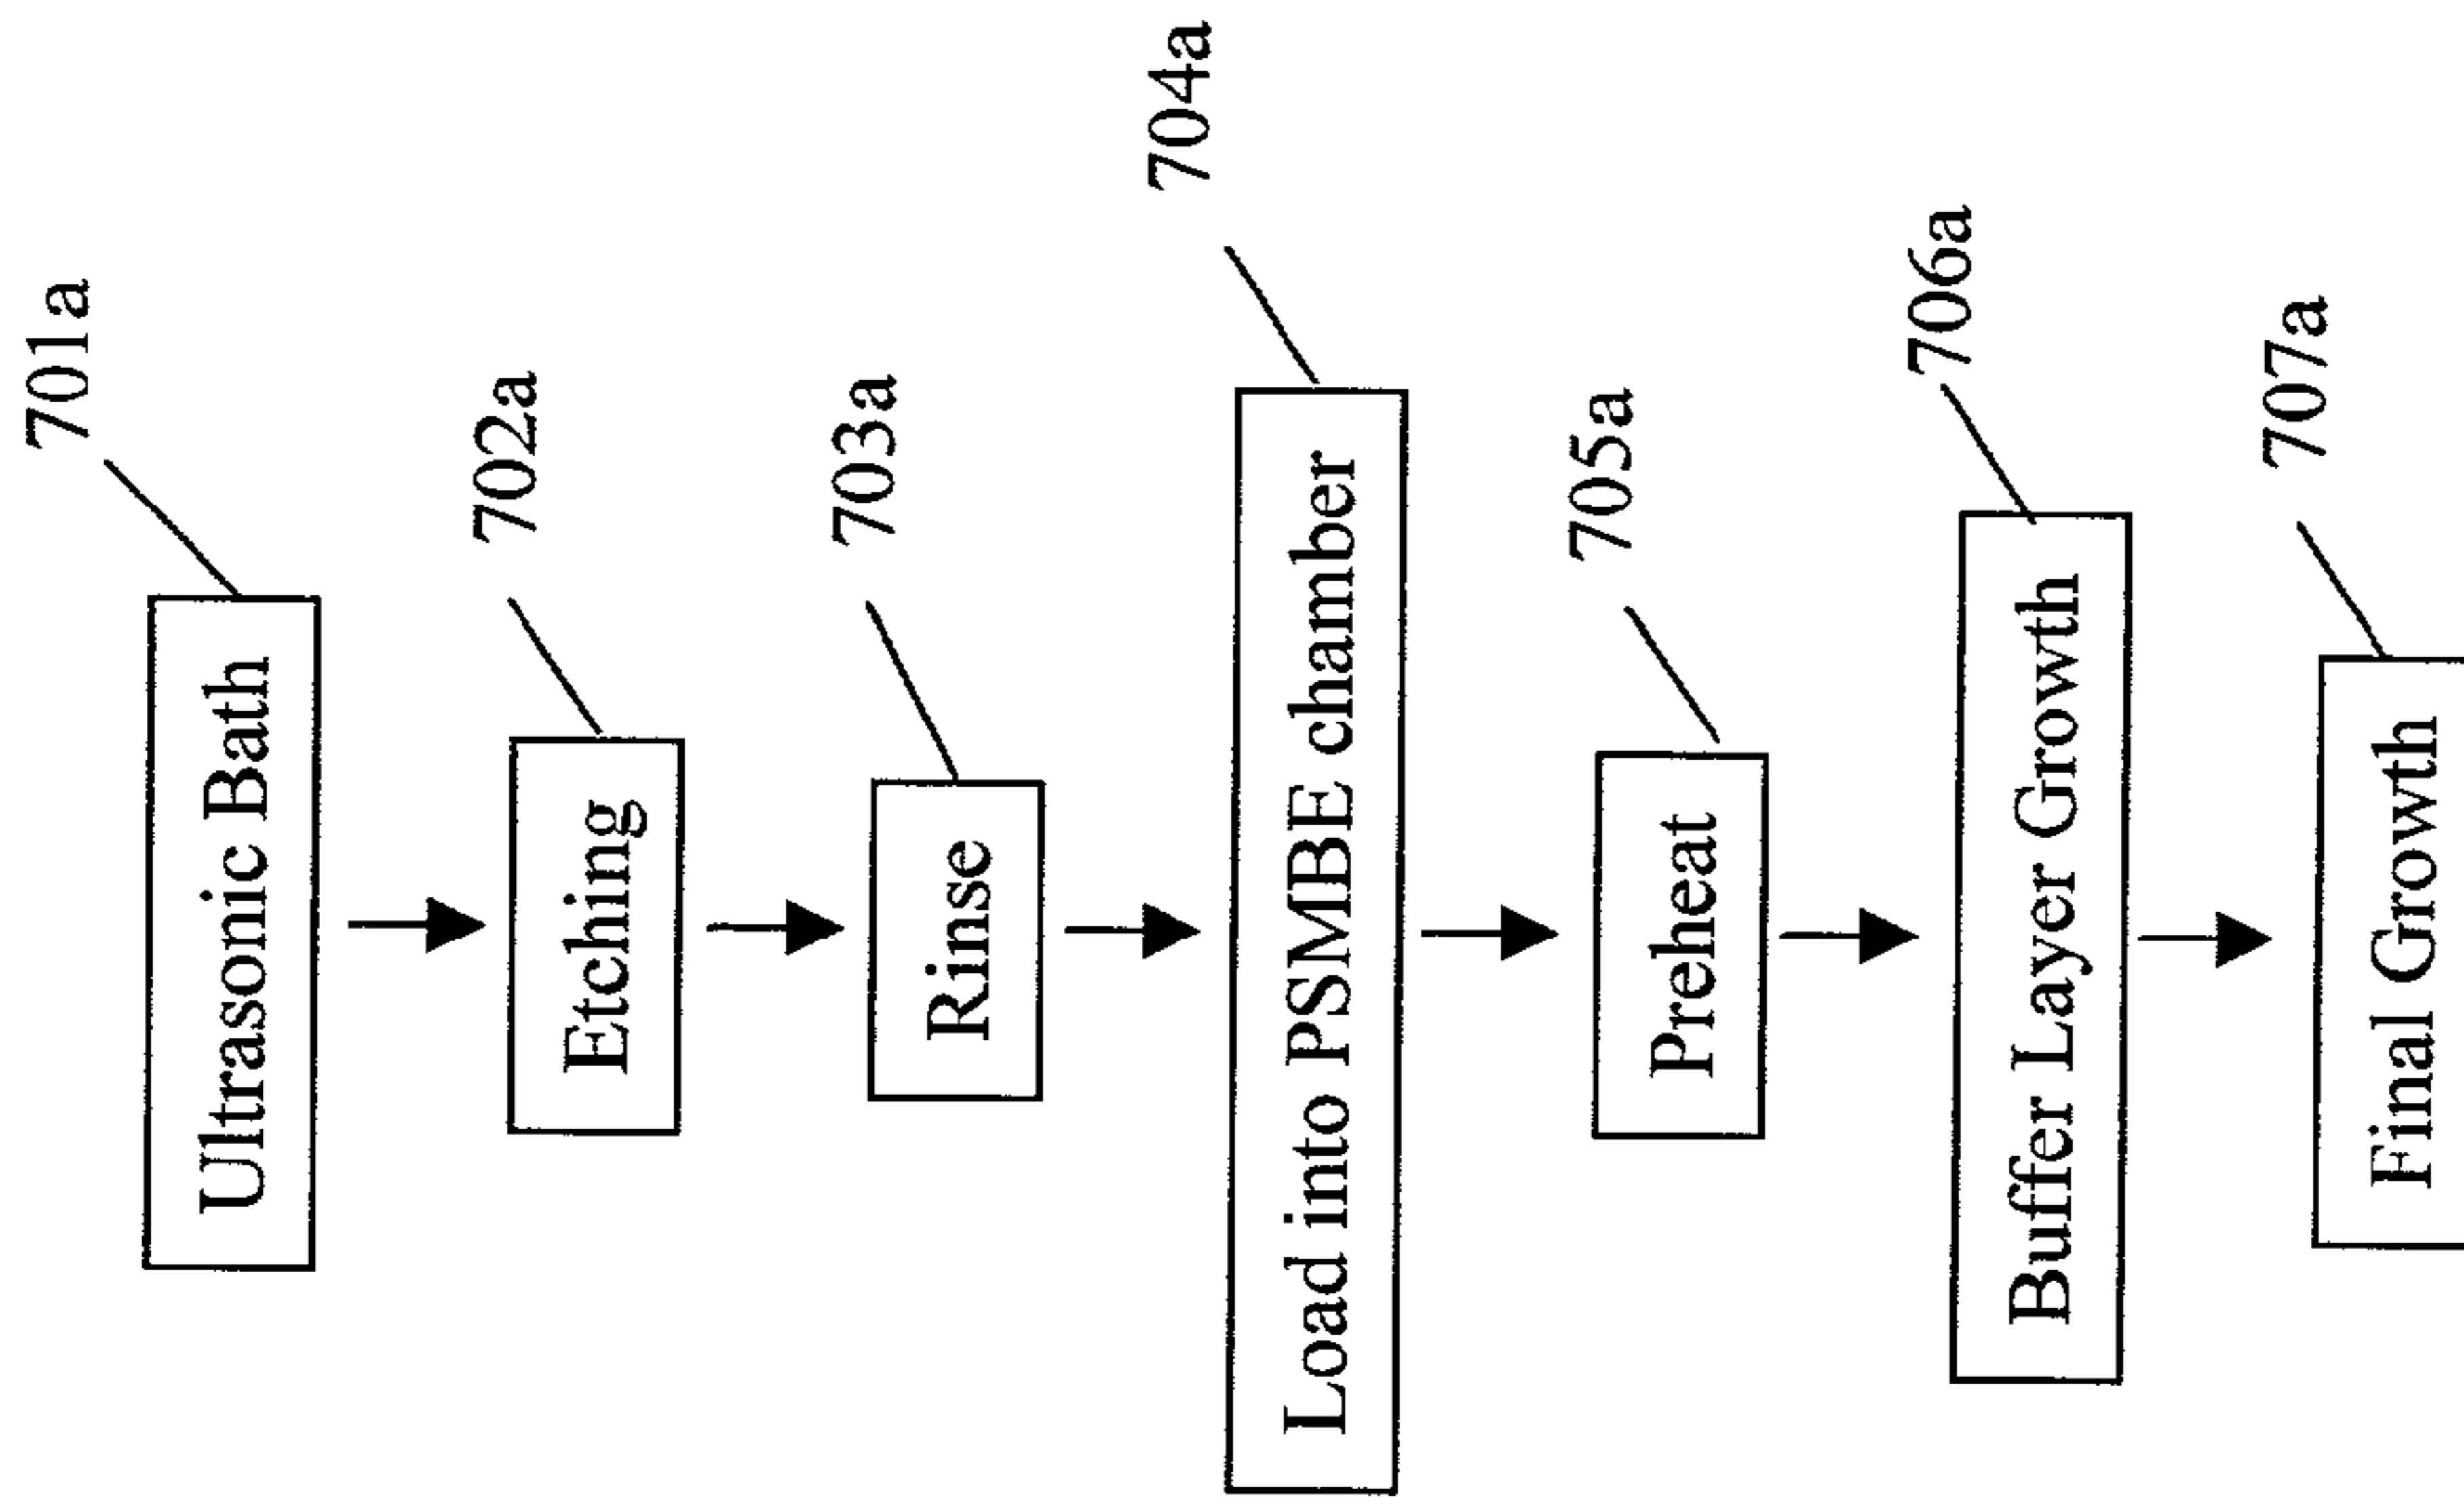 701a
Ultrasonic Bath
702a
Etching
703a
Rinse
704a
Load into PSMBE chamber
705a
Preheat
706a
Buffer Layer Growth
707a
Final Growth